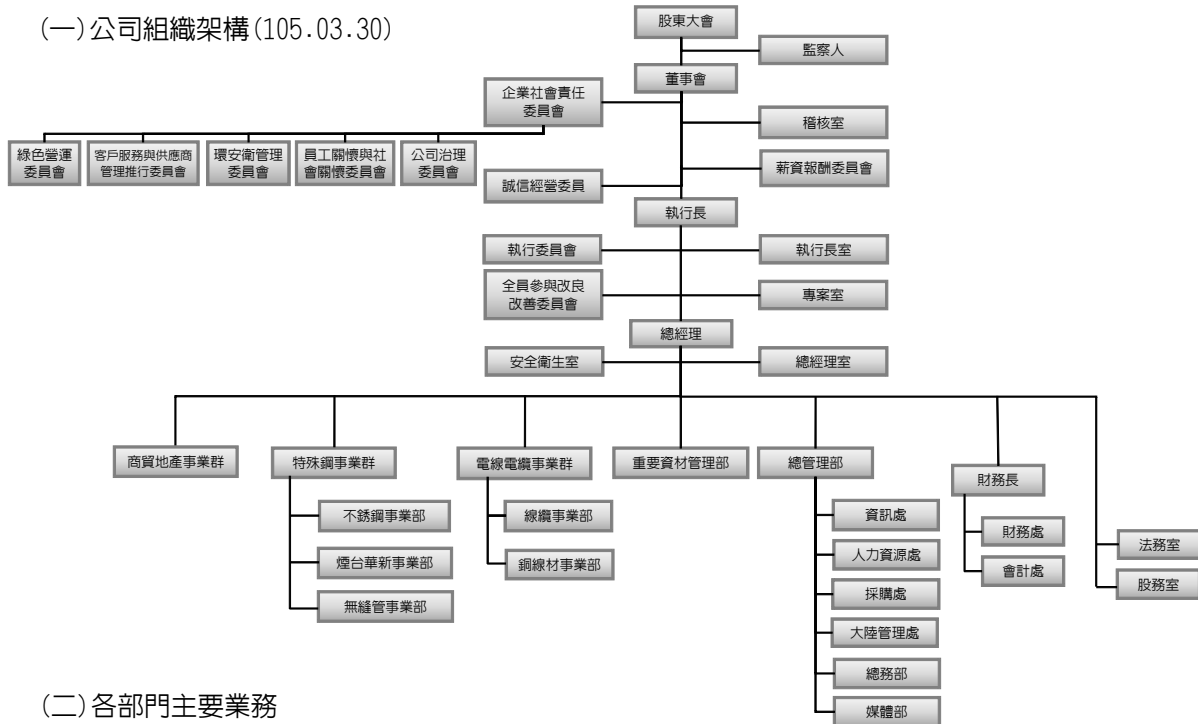 (一)公司組織架構(105.03.30)
股東大會
監察人
董事會
企業社會責任
委員會
稽核室
綠色營運
委員會
客戶服務與供應商
管理推行委員會
環安衛管理
委員會
員工關懷與社
會關懷委員會
公司治理
委員會
薪資報酬委員會
誠信經營委員
執行長
執行委員會
執行長室
全員參與改良
改善委員會
專案室
總經理
安全衛生室
總經理室
商貿地產事業群
特殊鋼事業群
電線電纜事業群
重要資材管理部
總管理部
財務長
不銹鋼事業部
線纜事業部
資訊處
財務處
法務室
煙台華新事業部
銅線材事業部
人力資源處
會計處
股務室
無縫管事業部
採購處
大陸管理處
總務部
媒體部
(二)各部門主要業務